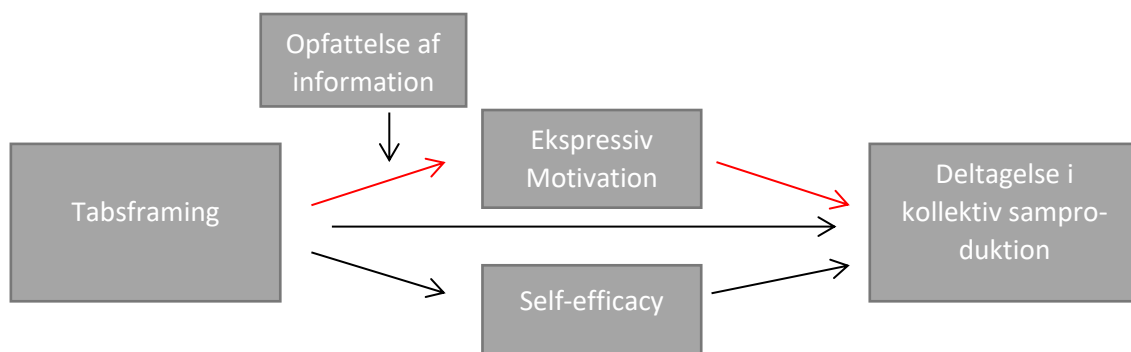 Opfattelse af
information
Tabsframing
Ekspressiv
Motivation
Self-efficacy
Deltagelse i
kollektiv sampro-
duktion